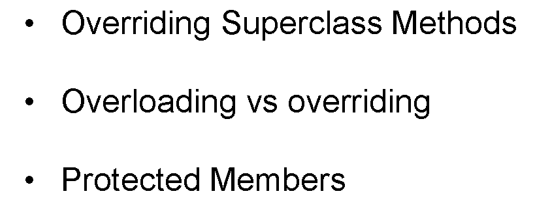 • Overriding Superclass Methods
• Overloading vs overriding
• Protected Members